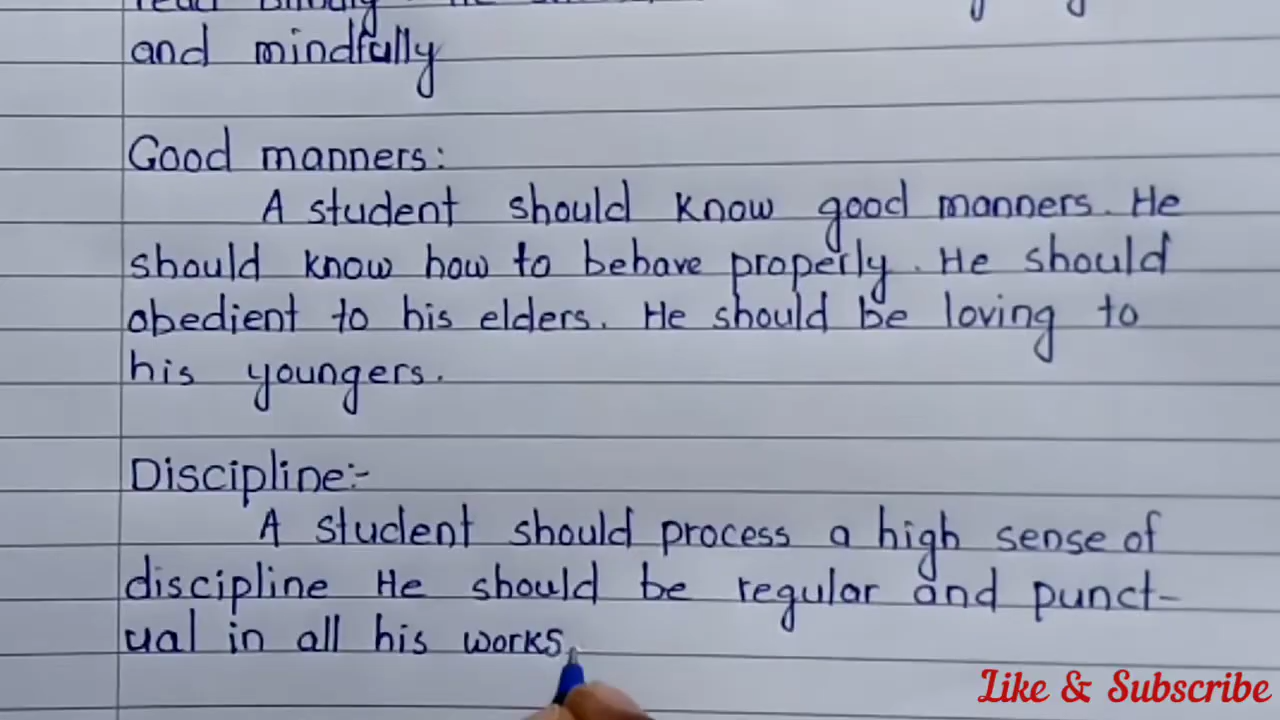 and mindfully
Good manners:
A student should know good manners. He
should know how to behave properly. He should
obedient to his elders. He should be loving to
his youngers.
Discipline:-
A student should process a high sense of
discipline He should be regular and punct-
ual in all his works.
Like & Subscribe